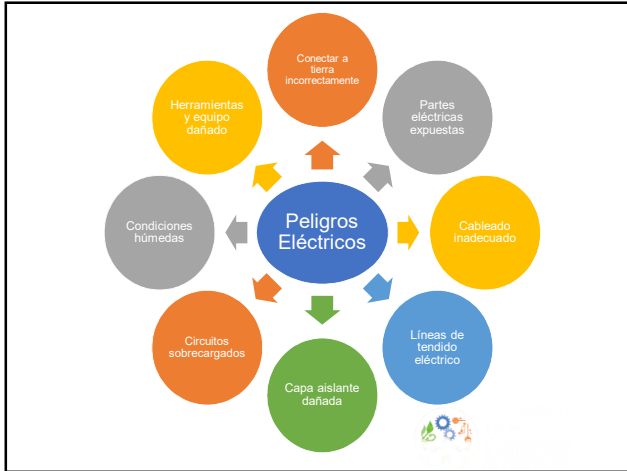 Conectar a
tierra
incorrectamente
Partes
eléctricas
expuestas
Cableado
inadecuado
Líneas de
tendido
eléctrico
Capa aislante
dañada
Circuitos
sobrecargados
Condiciones
húmedas
Herramientas
y equipo
dañado
Peligros
Eléctricos